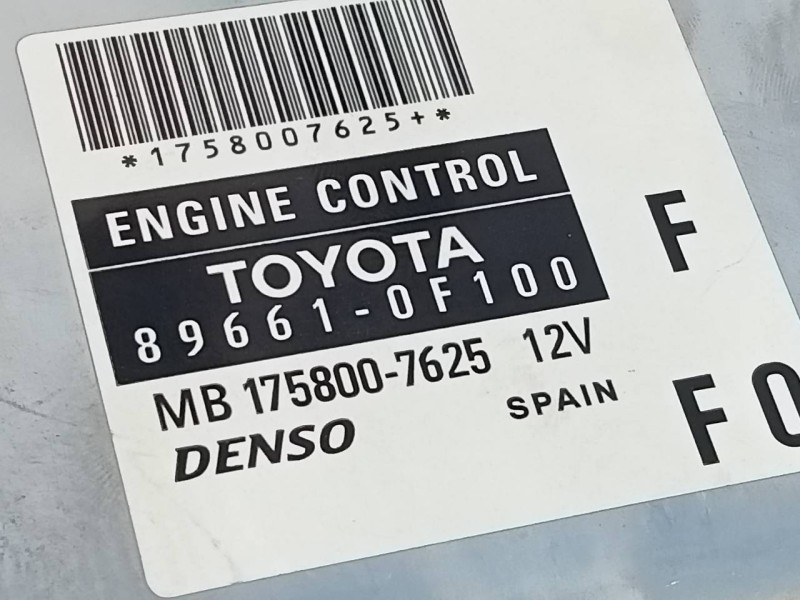 *1758007625+*
ENGINE CONTROL
TOYOTA
89661-0F100
F
MB 175800-7625 12V
SPAIN
DENSO
F0